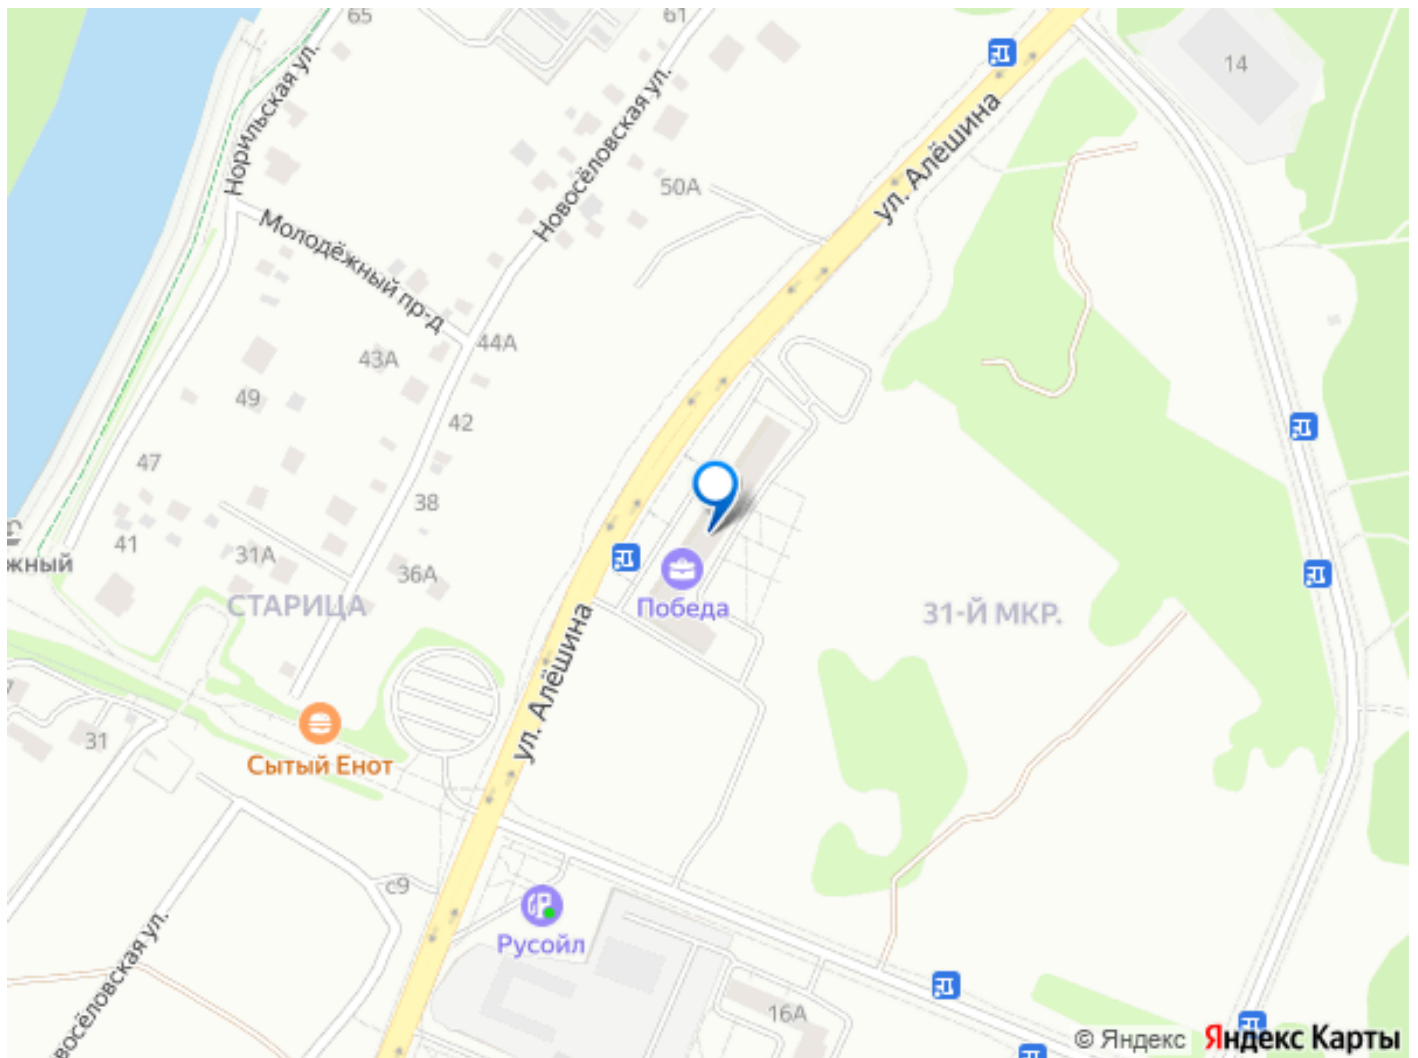 65
61
14
Норильская ул.
Новосёловская ул.
ул. Алёшина
50А
Молодёжный пр-д
44А
43А
49
42
47
38
41
31А
36А
жный
СТАРИЦА
Победа
31-Й МКР.
ул. Алёшина
31
Сытый Енот
с9
Русойл
восёловская ул.
16А
© Яндекс Яндекс Карты